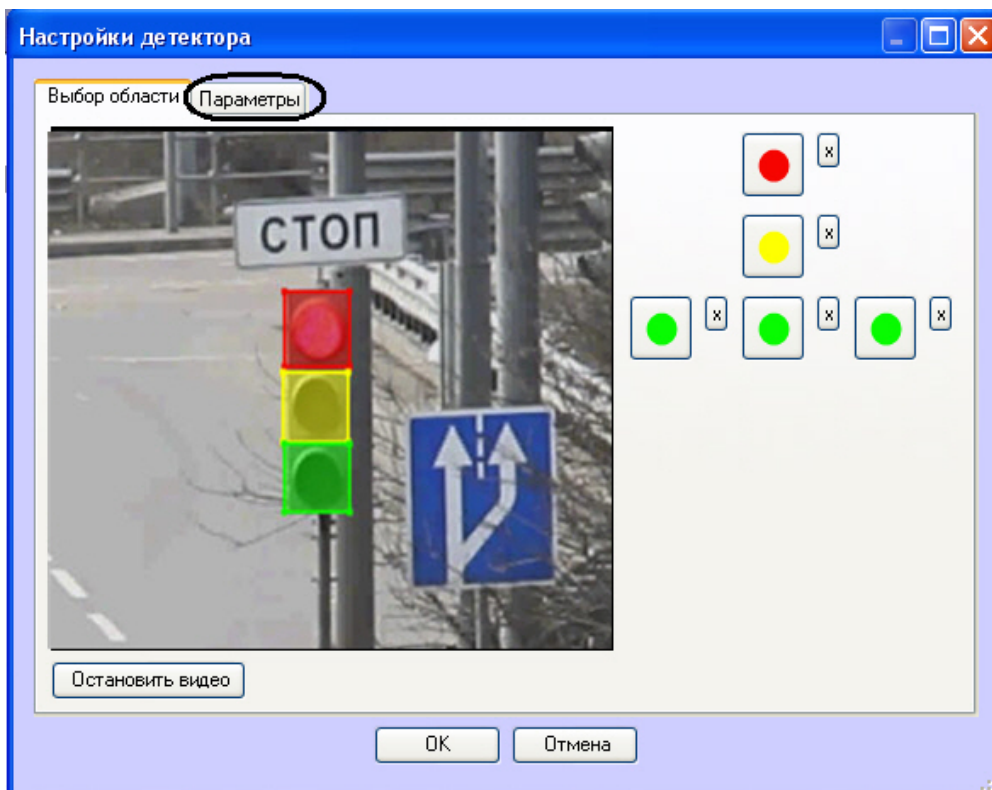 Настройки детектора
Выбор области
Параметры
СТОП
x
x
x
x
x
Остановить видео
OK
Отмена